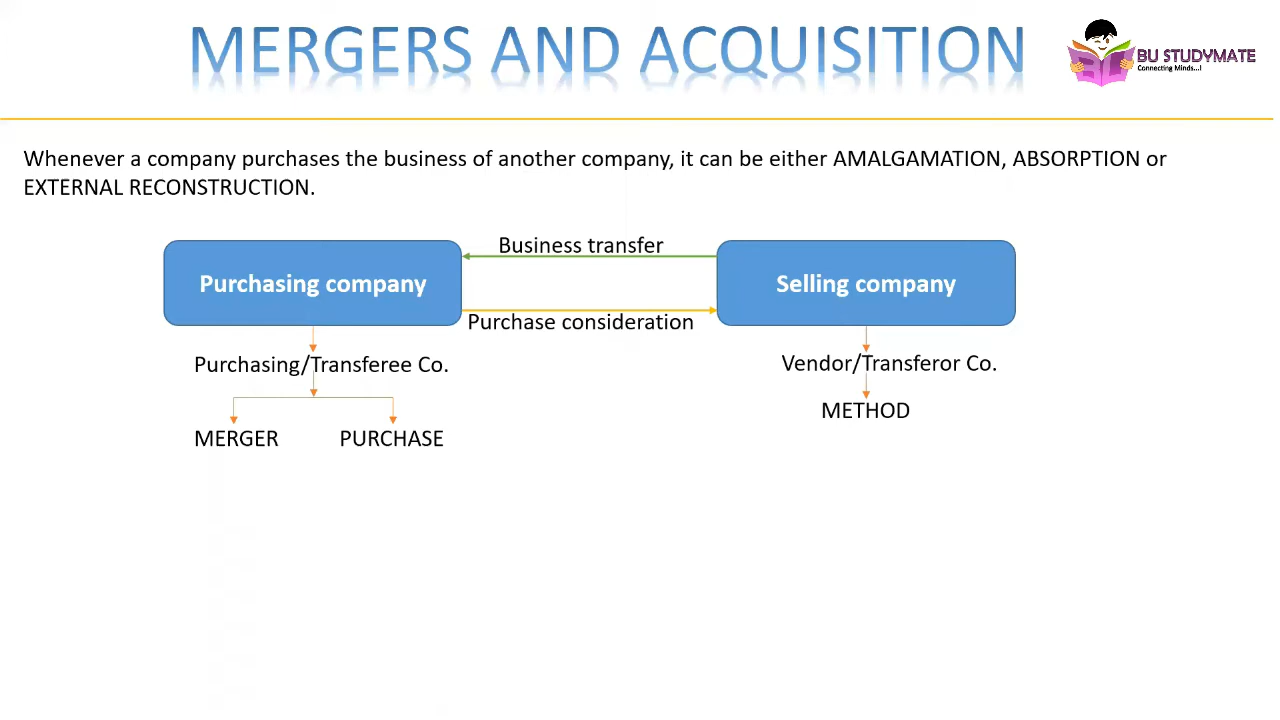 MERGERS AND ACQUISITION
BU STUDYMATE
Connecting Minds...!
Whenever a company purchases the business of another company, it can be either AMALGAMATION, ABSORPTION or
EXTERNAL RECONSTRUCTION.
Business transfer
Purchasing company
Selling company
Purchase consideration
Purchasing/Transferee Co.
Vendor/Transferor Co.
METHOD
MERGER
PURCHASE